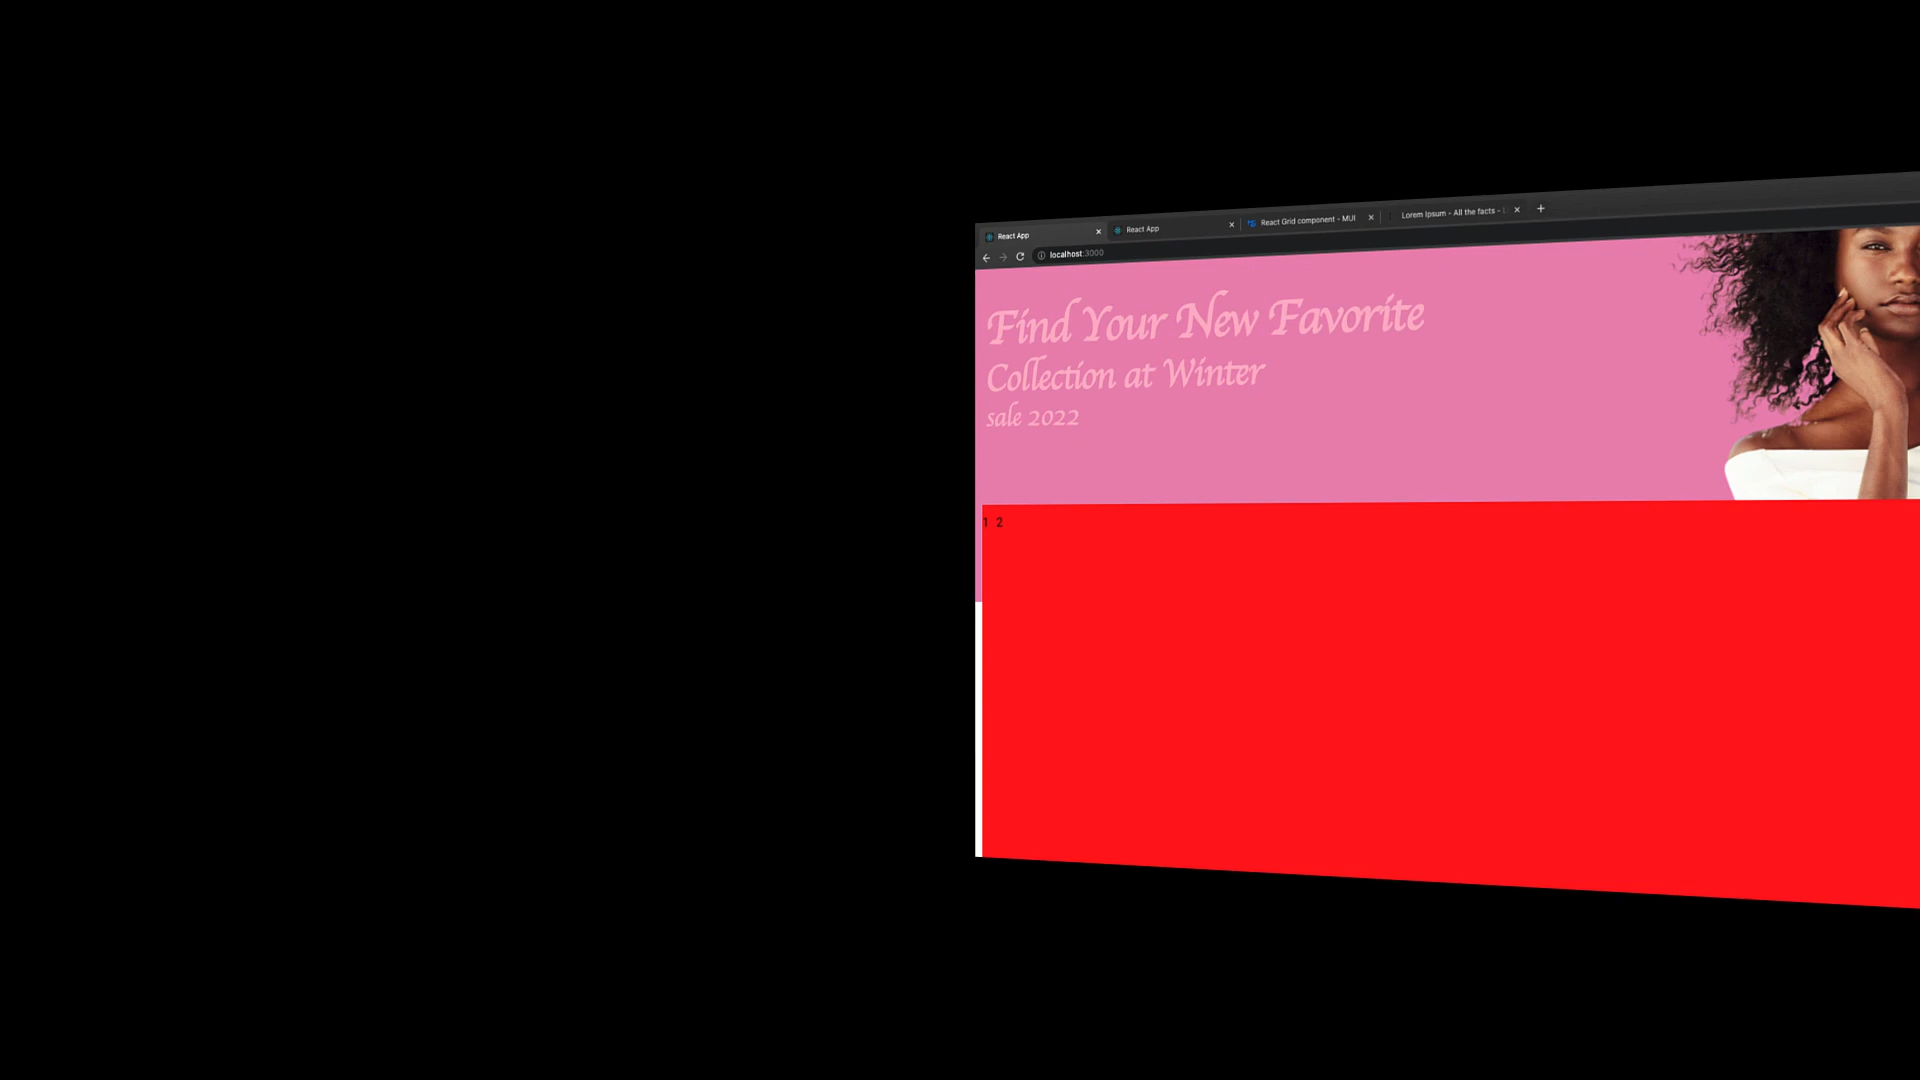 React App
React App
React Grid component - MUI
Lorem Ipsum - All the facts -
localhost:3000
Find Your New Favorite
Collection at Winter
sale 2022
1 2